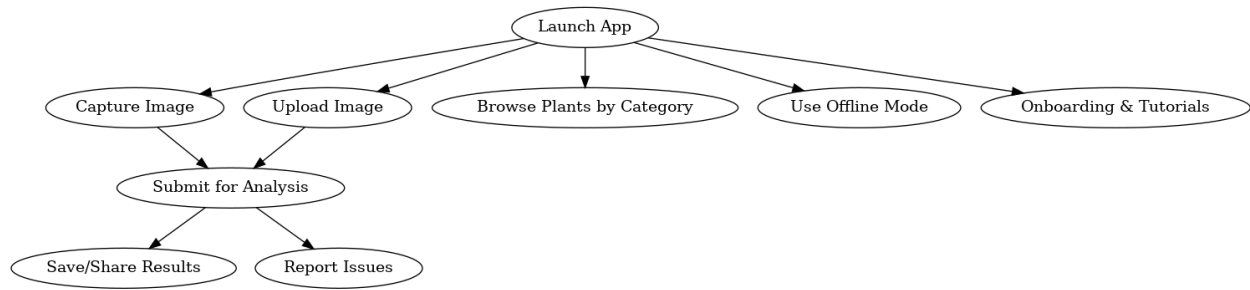 Launch App
Capture Image
Upload Image
Browse Plants by Category
Use Offline Mode
Onboarding & Tutorials
Submit for Analysis
Save/Share Results
Report Issues